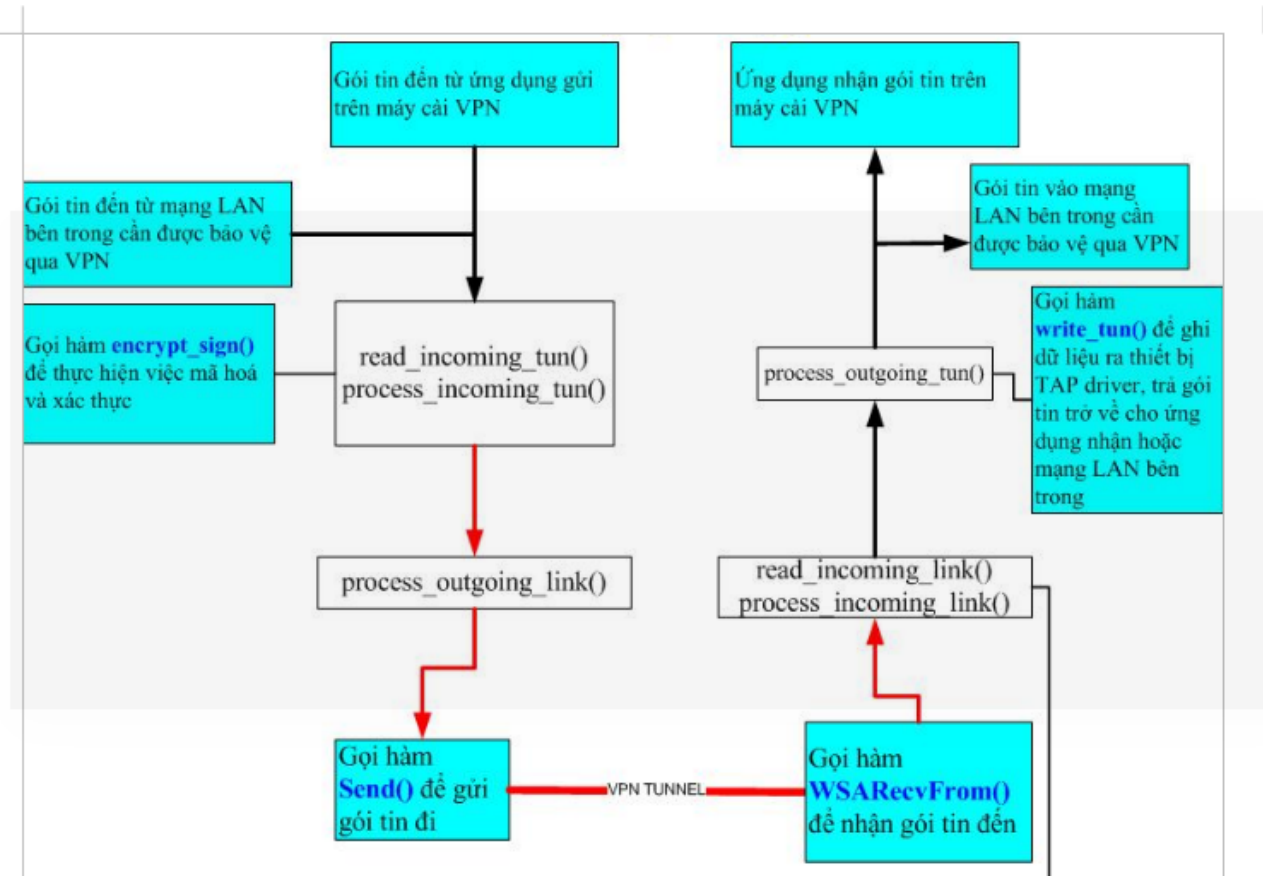 Gói tin đến từ ứng dụng gửi
trên máy cài VPN
Ứng dụng nhận gói tin trên
máy cài VPN
Gói tin đến từ mạng LAN
bên trong cần được bảo vệ
qua VPN
Gói tin vào mạng
LAN bên trong cần
được bảo vệ qua VPN
Gọi hàm encrypt_sign()
để thực hiện việc mã hoá
và xác thực
read_incoming_tun()
process_incoming_tun()
process_outgoing_tun()
Gọi hàm
write_tun() để ghi
dữ liệu ra thiết bị
TAP driver, trả gói
tin trở về cho ứng
dụng nhận hoặc
mạng LAN bên
trong
process_outgoing_link()
read_incoming_link()
process_incoming_link()
Gọi hàm
Send() để gửi
gói tin đi
VPN TUNNEL
Gọi hàm
WSARecvFrom()
để nhận gói tin đến